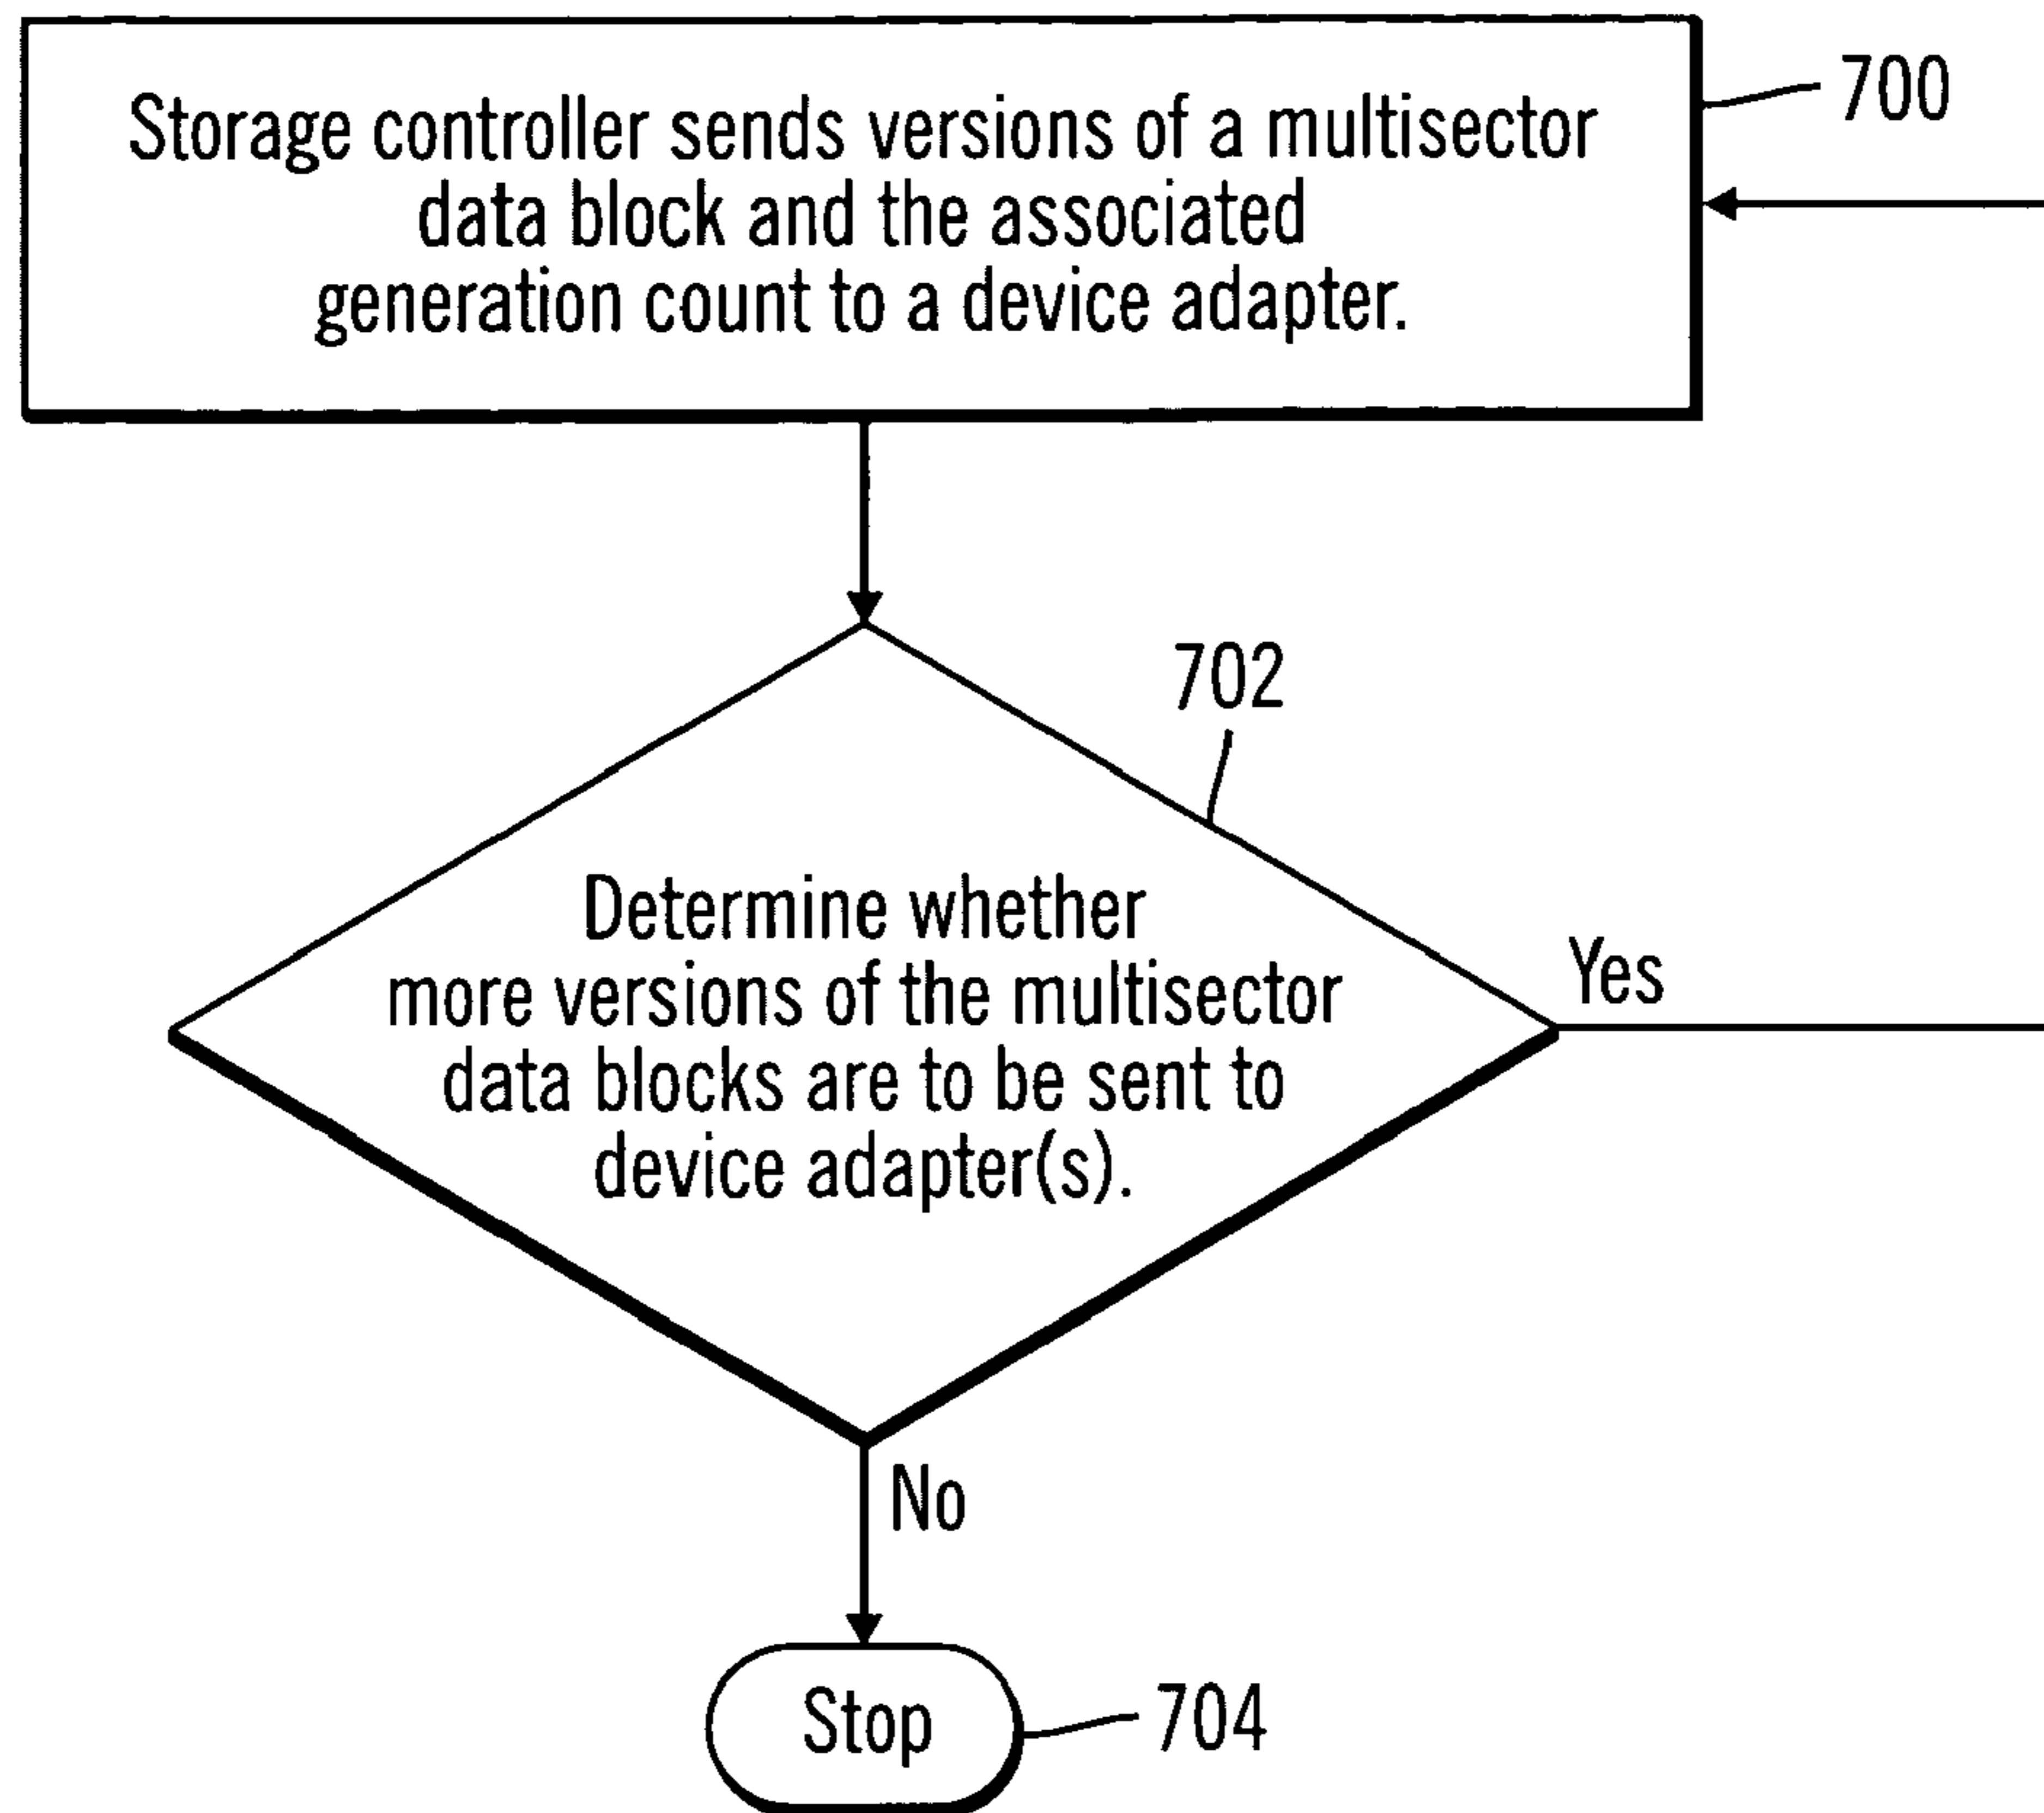 Storage controller sends versions of a multisector
data block and the associated
generation count to a device adapter.
700
702
Determine whether
more versions of the multisector
data blocks are to be sent to
device adapter(s).
Yes
No
Stop
704